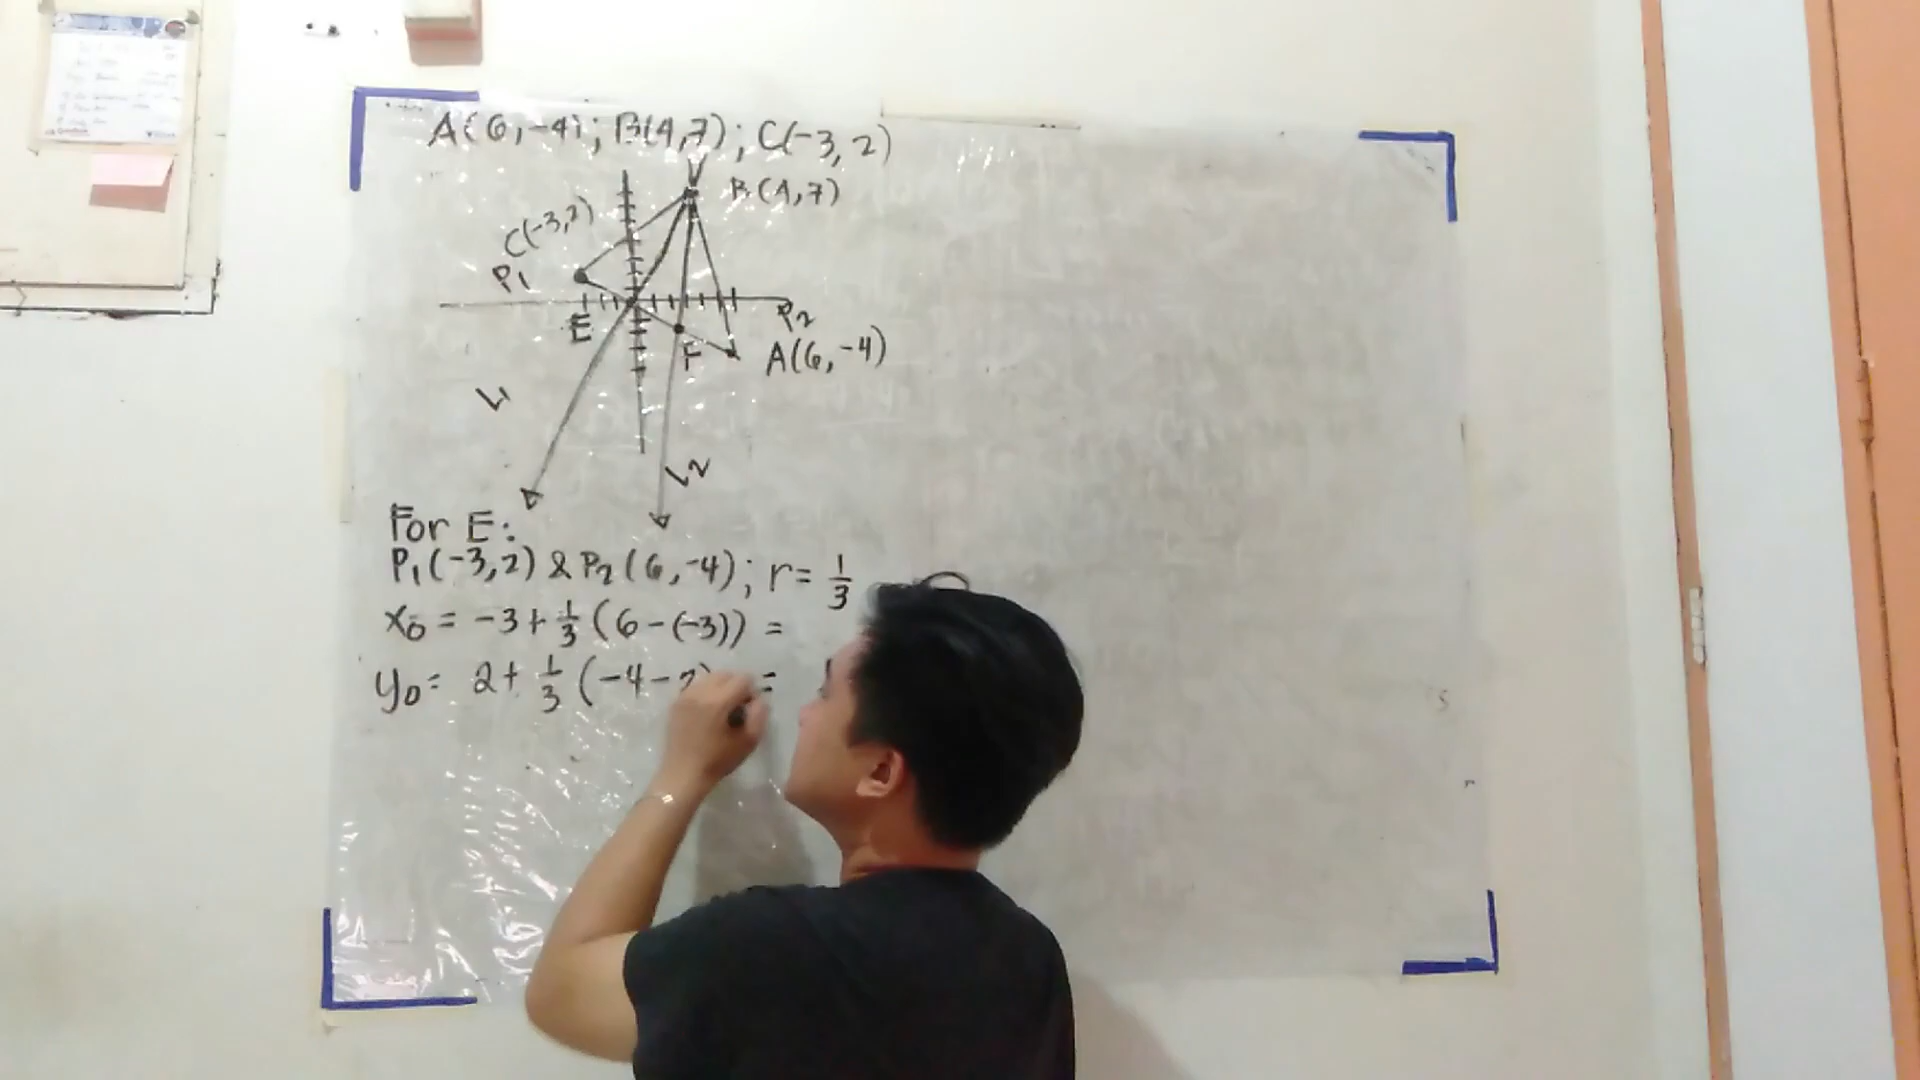 A(6,-4); B(4,7); C(-3,2)
B(4,7)
C(-3,2)
P1
E
P2
F
A(6,-4)
L1
L2
For E:
P1(-3,2) & P2(6,-4); r = 1/3
x0 = -3 + 1/3 (6-(-3)) =
y0 = 2 + 1/3 (-4-2) =